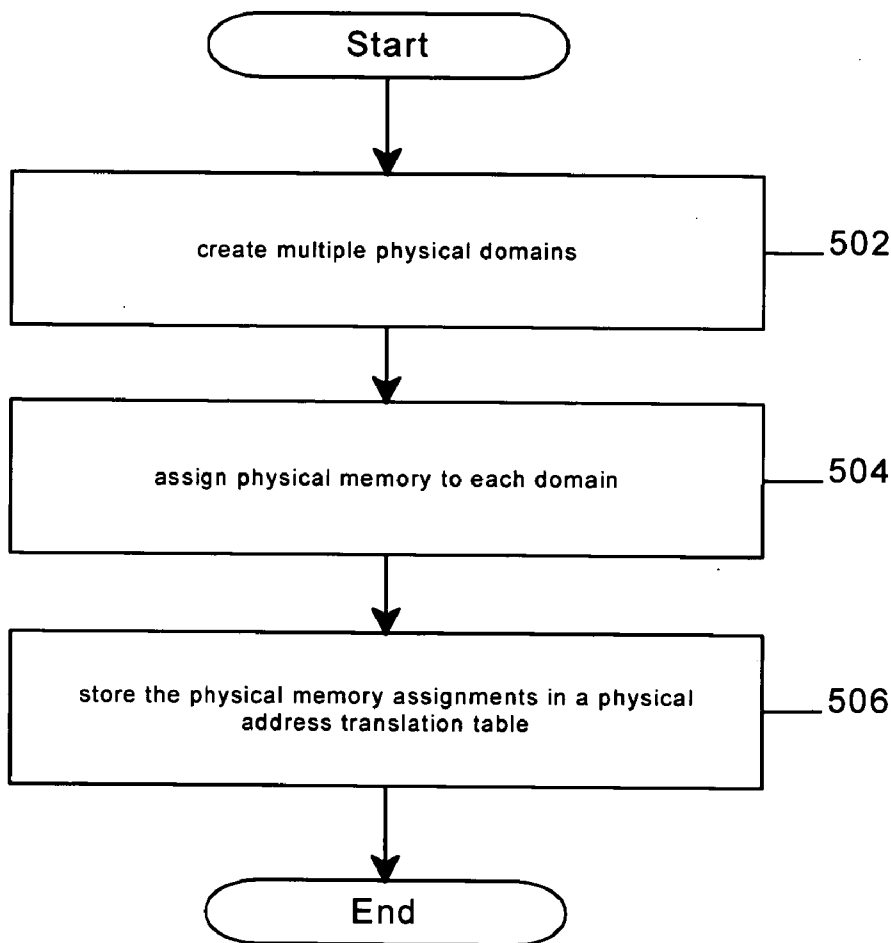 Start
create multiple physical domains
502
assign physical memory to each domain
504
store the physical memory assignments in a physical
address translation table
506
End